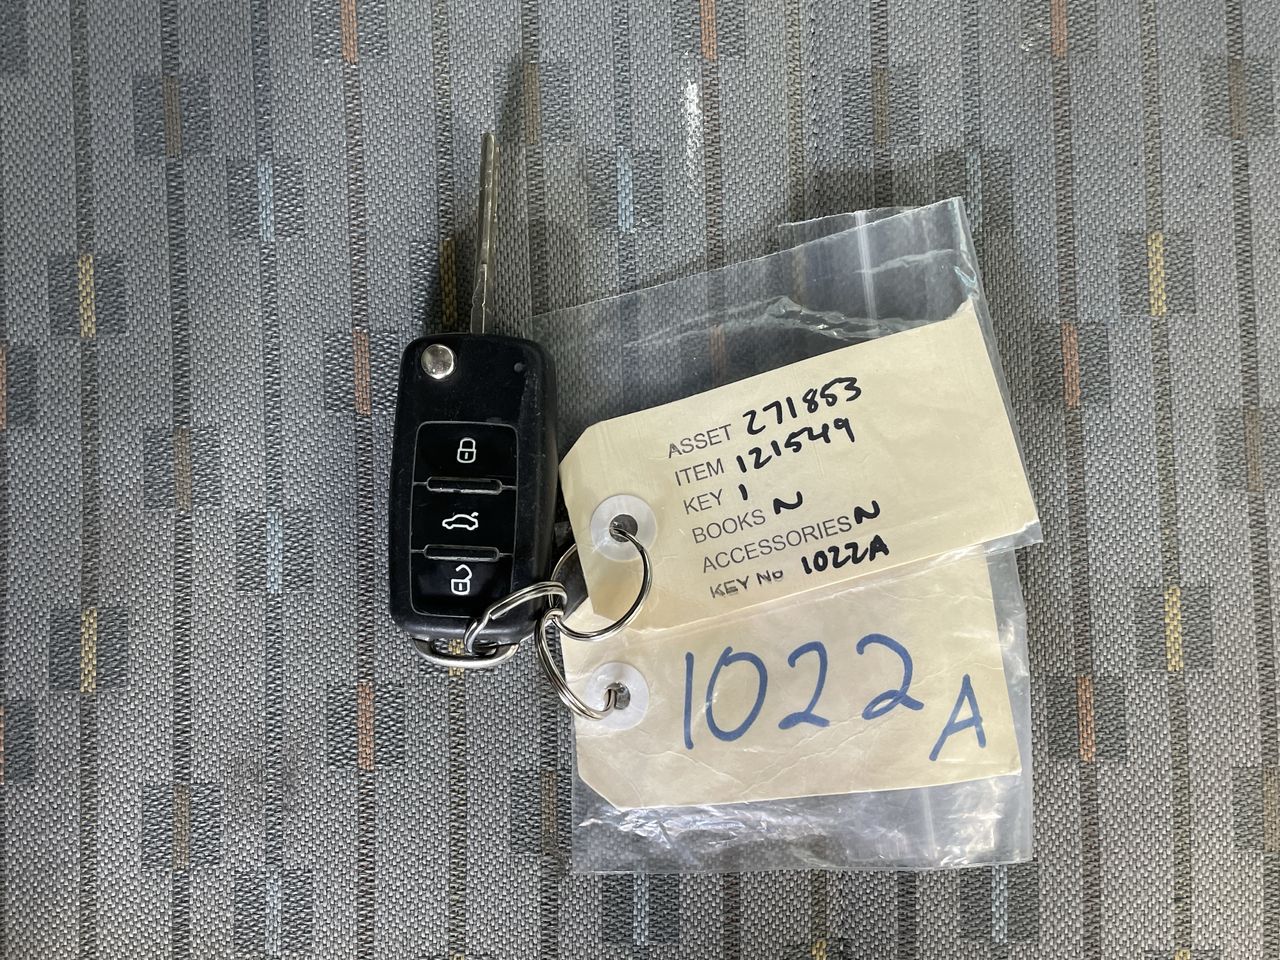 ASSET 271853
ITEM 121549
KEY 1
BOOKS N
ACCESSORIES N
KEY No 1022A
1022A